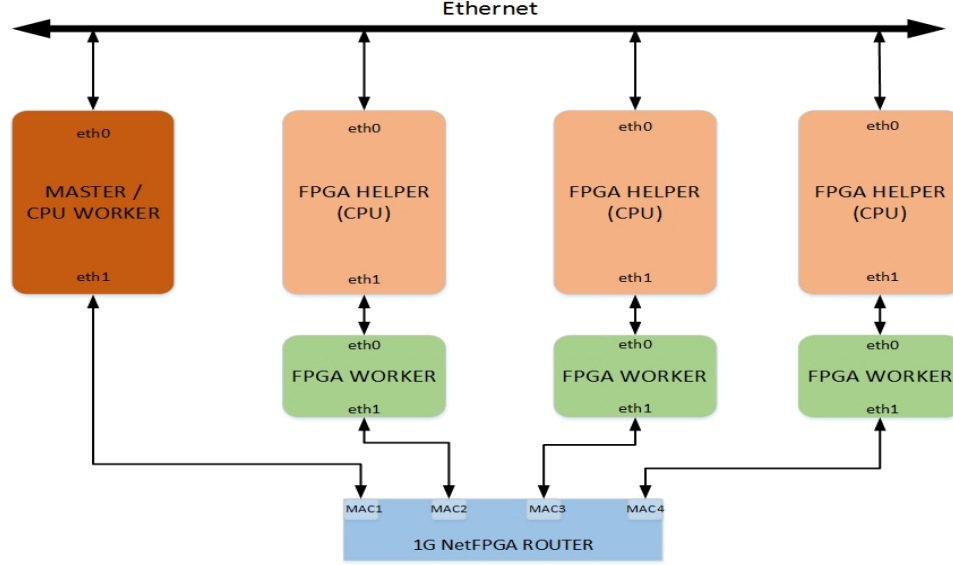 Ethernet
eth0
eth0
eth0
eth0
MASTER /
CPU WORKER
FPGA HELPER
(CPU)
FPGA HELPER
(CPU)
FPGA HELPER
(CPU)
eth1
eth1
eth1
eth1
eth0
eth0
eth0
FPGA WORKER
FPGA WORKER
FPGA WORKER
eth1
eth1
eth1
MAC1
MAC2
MAC3
MAC4
1G NetFPGA ROUTER